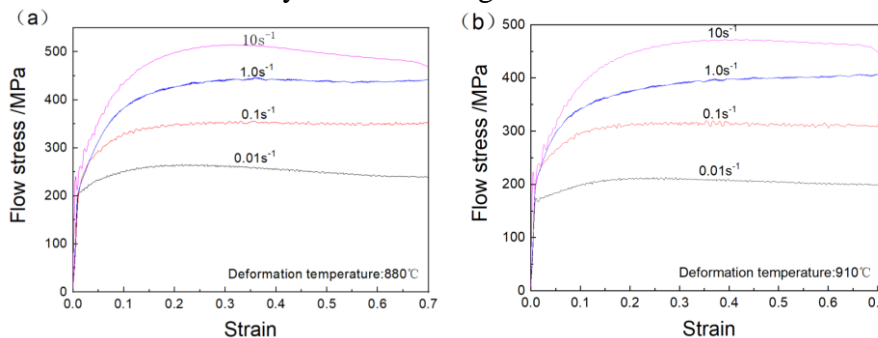 (a)
10s⁻¹
1.0s⁻¹
0.1s⁻¹
0.01s⁻¹
Deformation temperature:880℃
Flow stress /MPa
500
400
300
200
100
0
0.0 0.1 0.2 0.3 0.4 0.5 0.6 0.7
Strain
(b)
10s⁻¹
1.0s⁻¹
0.1s⁻¹
0.01s⁻¹
Deformation temperature:910℃
Flow stress /MPa
500
400
300
200
100
0
0.0 0.1 0.2 0.3 0.4 0.5 0.6
Strain